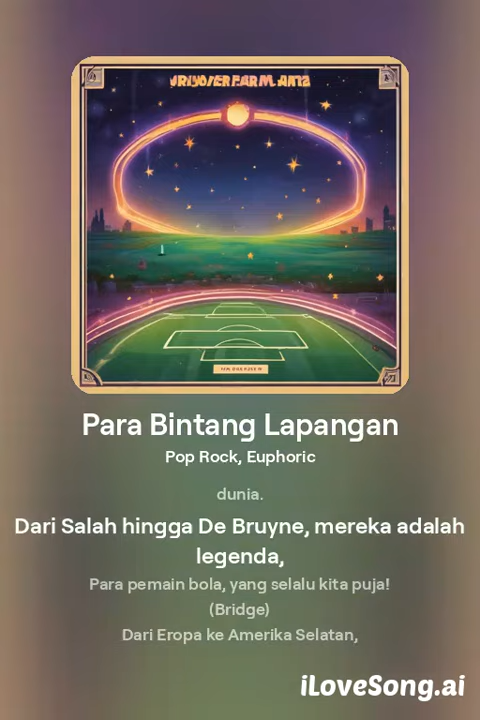 Para Bintang Lapangan
Pop Rock, Euphoric
dunia.
Dari Salah hingga De Bruyne, mereka adalah
legenda,
Para pemain bola, yang selalu kita puja!
(Bridge)
Dari Eropa ke Amerika Selatan,
iLoveSong.ai